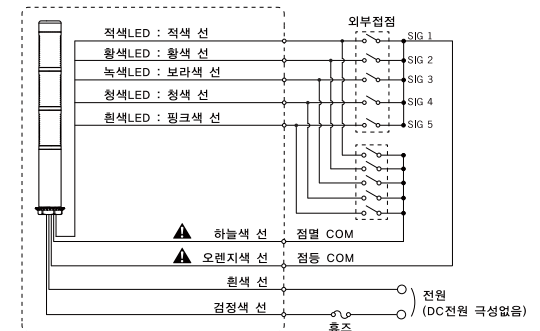 외부접점
적색LED : 적색 선
SIG 1
황색LED : 황색 선
SIG 2
녹색LED : 보라색 선
SIG 3
청색LED : 청색 선
SIG 4
흰색LED : 핑크색 선
SIG 5
하늘색 선 점멸 COM
오렌지색 선 점등 COM
흰색 선
전원
(DC전원 극성없음)
검정색 선
휴즈